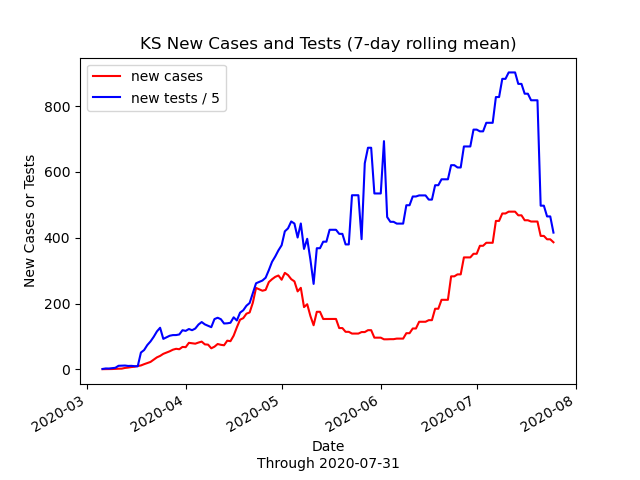 KS New Cases and Tests (7-day rolling mean)
new cases
new tests / 5
New Cases or Tests
800
600
400
200
0
2020-03
2020-04
2020-05
2020-06
2020-07
2020-08
Date
Through 2020-07-31